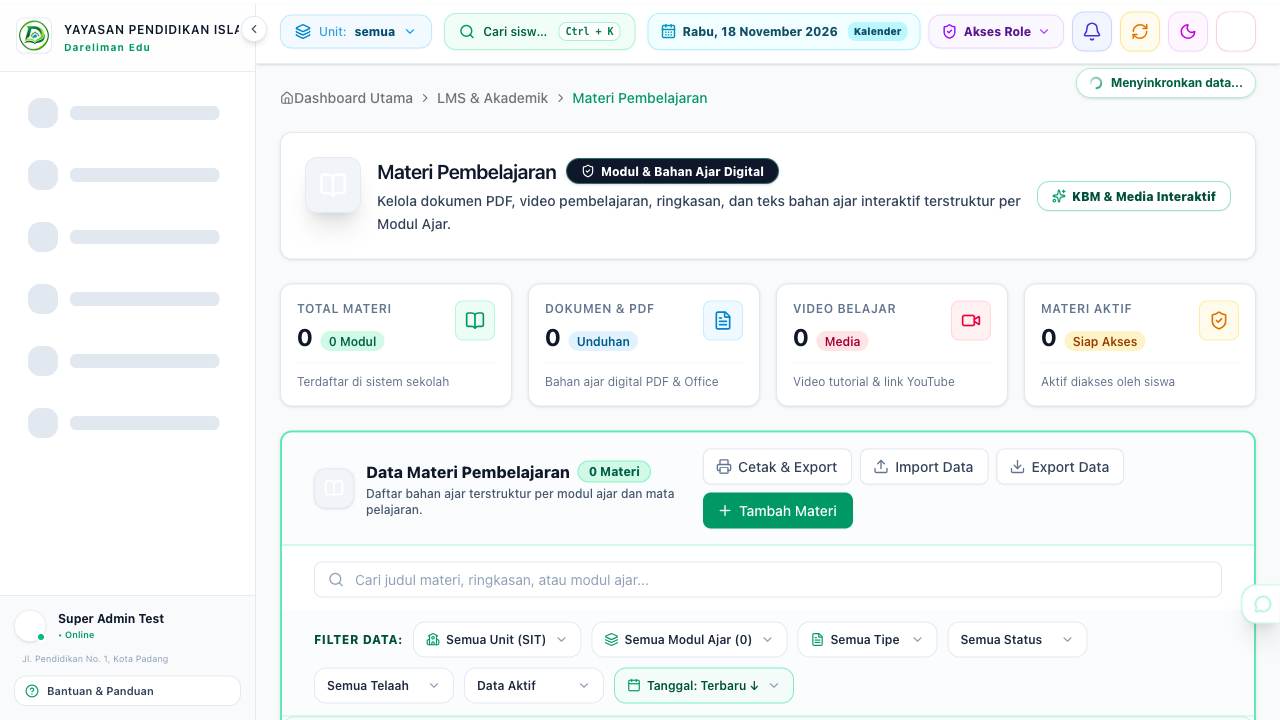 YAYASAN PENDIDIKAN ISLA
Dareliman Edu
Unit: semua
Cari sisw... Ctrl + K
Rabu, 18 November 2026 Kalender
Akses Role
Menyinkronkan data...
Dashboard Utama > LMS & Akademik > Materi Pembelajaran
Materi Pembelajaran Modul & Bahan Ajar Digital
Kelola dokumen PDF, video pembelajaran, ringkasan, dan teks bahan ajar interaktif terstruktur per
Modul Ajar.
KBM & Media Interaktif
TOTAL MATERI
0 0 Modul
Terdaftar di sistem sekolah
DOKUMEN & PDF
0 Unduhan
Bahan ajar digital PDF & Office
VIDEO BELAJAR
0 Media
Video tutorial & link YouTube
MATERI AKTIF
0 Siap Akses
Aktif diakses oleh siswa
Data Materi Pembelajaran 0 Materi
Daftar bahan ajar terstruktur per modul ajar dan mata
pelajaran.
Cetak & Export
Import Data
Export Data
+ Tambah Materi
Cari judul materi, ringkasan, atau modul ajar...
FILTER DATA: Semua Unit (SIT) Semua Modul Ajar (0) Semua Tipe Semua Status
Semua Telaah Data Aktif Tanggal: Terbaru ↓
Super Admin Test
• Online
Jl. Pendidikan No. 1, Kota Padang
Bantuan & Panduan